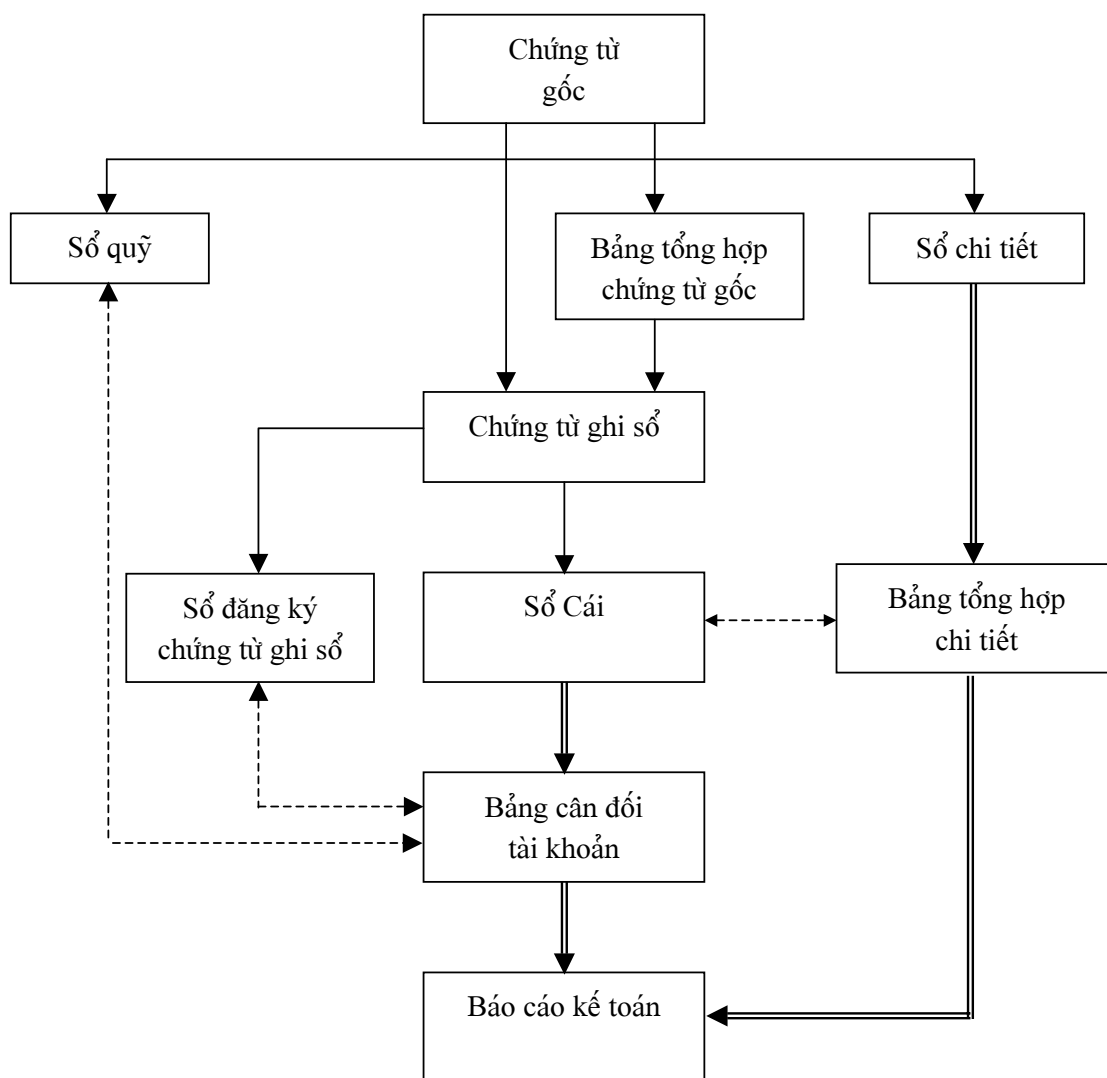 Chứng từ
gốc
Sổ quỹ
Bảng tổng hợp
chứng từ gốc
Sổ chi tiết
Chứng từ ghi sổ
Sổ đăng ký
chứng từ ghi sổ
Sổ Cái
Bảng tổng hợp
chi tiết
Bảng cân đối
tài khoản
Báo cáo kế toán